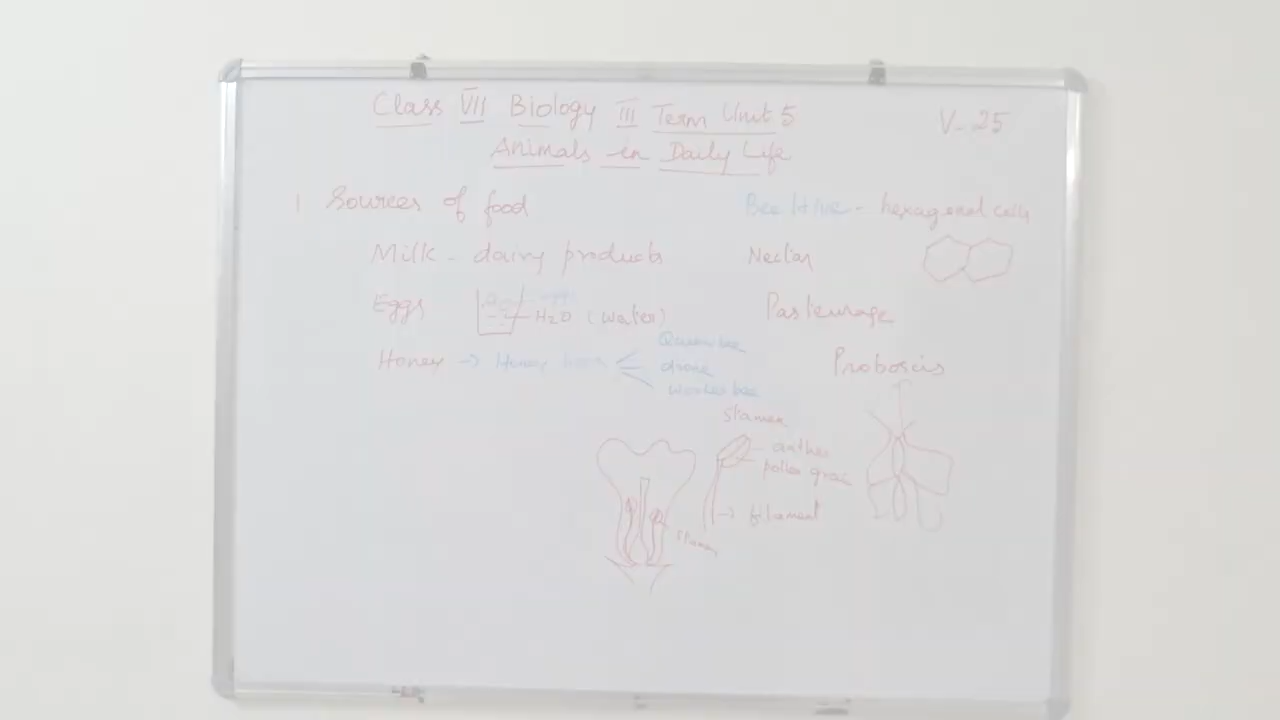 Class VII Biology III Term Unit 5
V-25
Animals in Daily Life
1 Sources of food
Milk - dairy products
Eggs
H2O (water)
Honey → Honey
Queen bee
drone
worker bee
Bee Hive - hexagonal cells
Nectar
Pasteurage
Proboscis
stamen
anther
pollen grain
→ filament
stamen